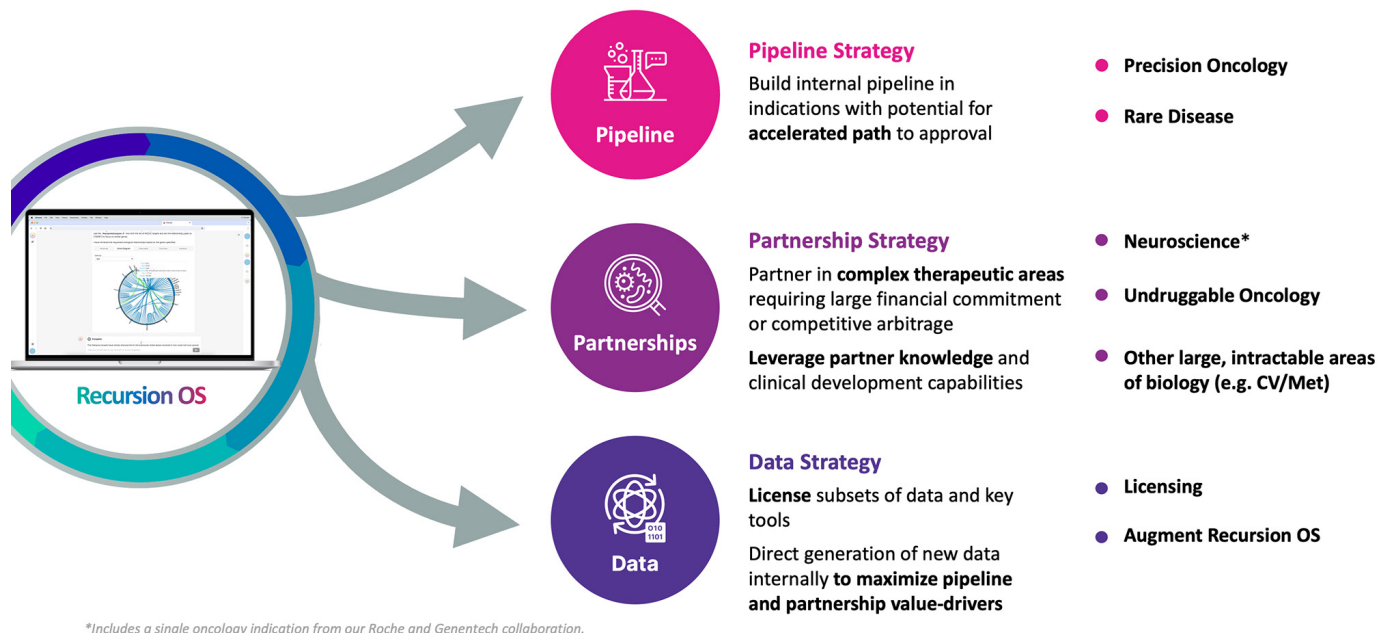 Pipeline
Pipeline Strategy
Build internal pipeline in
indications with potential for
accelerated path to approval
Precision Oncology
Rare Disease
Recursion OS
Partnerships
Partnership Strategy
Partner in complex therapeutic areas
requiring large financial commitment
or competitive arbitrage
Leverage partner knowledge and
clinical development capabilities
Neuroscience*
Undruggable Oncology
Other large, intractable areas
of biology (e.g. CV/Met)
010
1101
Data
Data Strategy
License subsets of data and key
tools
Direct generation of new data
internally to maximize pipeline
and partnership value-drivers
Licensing
Augment Recursion OS
*Includes a single oncology indication from our Roche and Genentech collaboration.